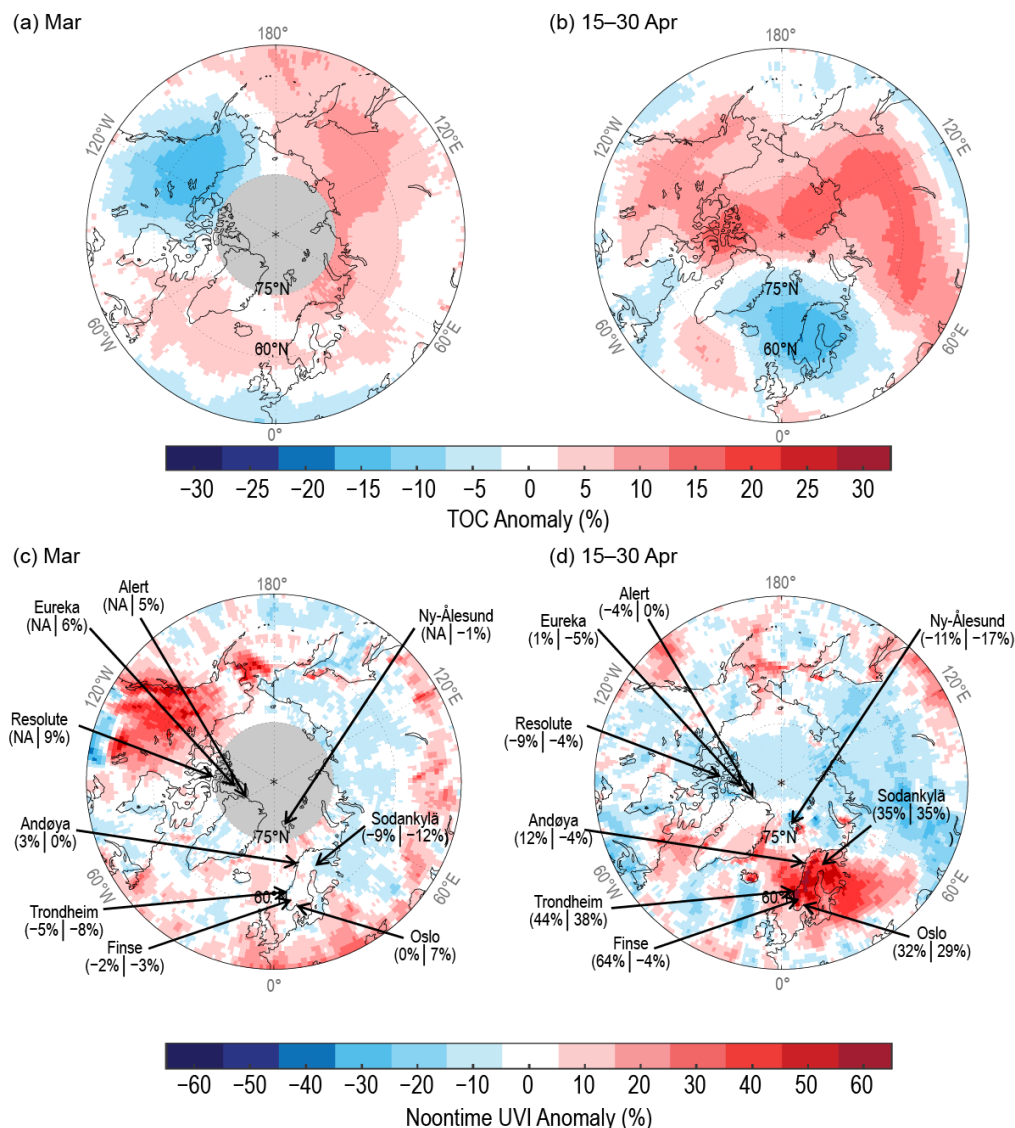 (a) Mar
(b) 15–30 Apr
180°
120°W
120°E
75°N
60°N
60°W
60°E
0°
180°
120°W
120°E
75°N
60°N
60°W
60°E
0°
−30 −25 −20 −15 −10 −5 0 5 10 15 20 25 30
TOC Anomaly (%)
(c) Mar
(d) 15–30 Apr
180°
Alert
(NA | 5%)
Eureka
(NA | 6%)
Ny-Ålesund
(NA | −1%)
120°W
120°E
Resolute
(NA | 9%)
Andøya
(3% | 0%)
75°N
Sodankylä
(−9% | −12%)
60°W
60°E
60°
Trondheim
(−5% | −8%)
Finse
(−2% | −3%)
Oslo
(0% | 7%)
0°
180°
Alert
(−4% | 0%)
Eureka
(1% | −5%)
Ny-Ålesund
(−11% | −17%)
120°W
120°E
Resolute
(−9% | −4%)
Andøya
(12% | −4%)
75°N
Sodankylä
(35% | 35%)
60°W
60°E
60°
Trondheim
(44% | 38%)
Finse
(64% | −4%)
Oslo
(32% | 29%)
0°
−60 −50 −40 −30 −20 −10 0 10 20 30 40 50 60
Noontime UVI Anomaly (%)